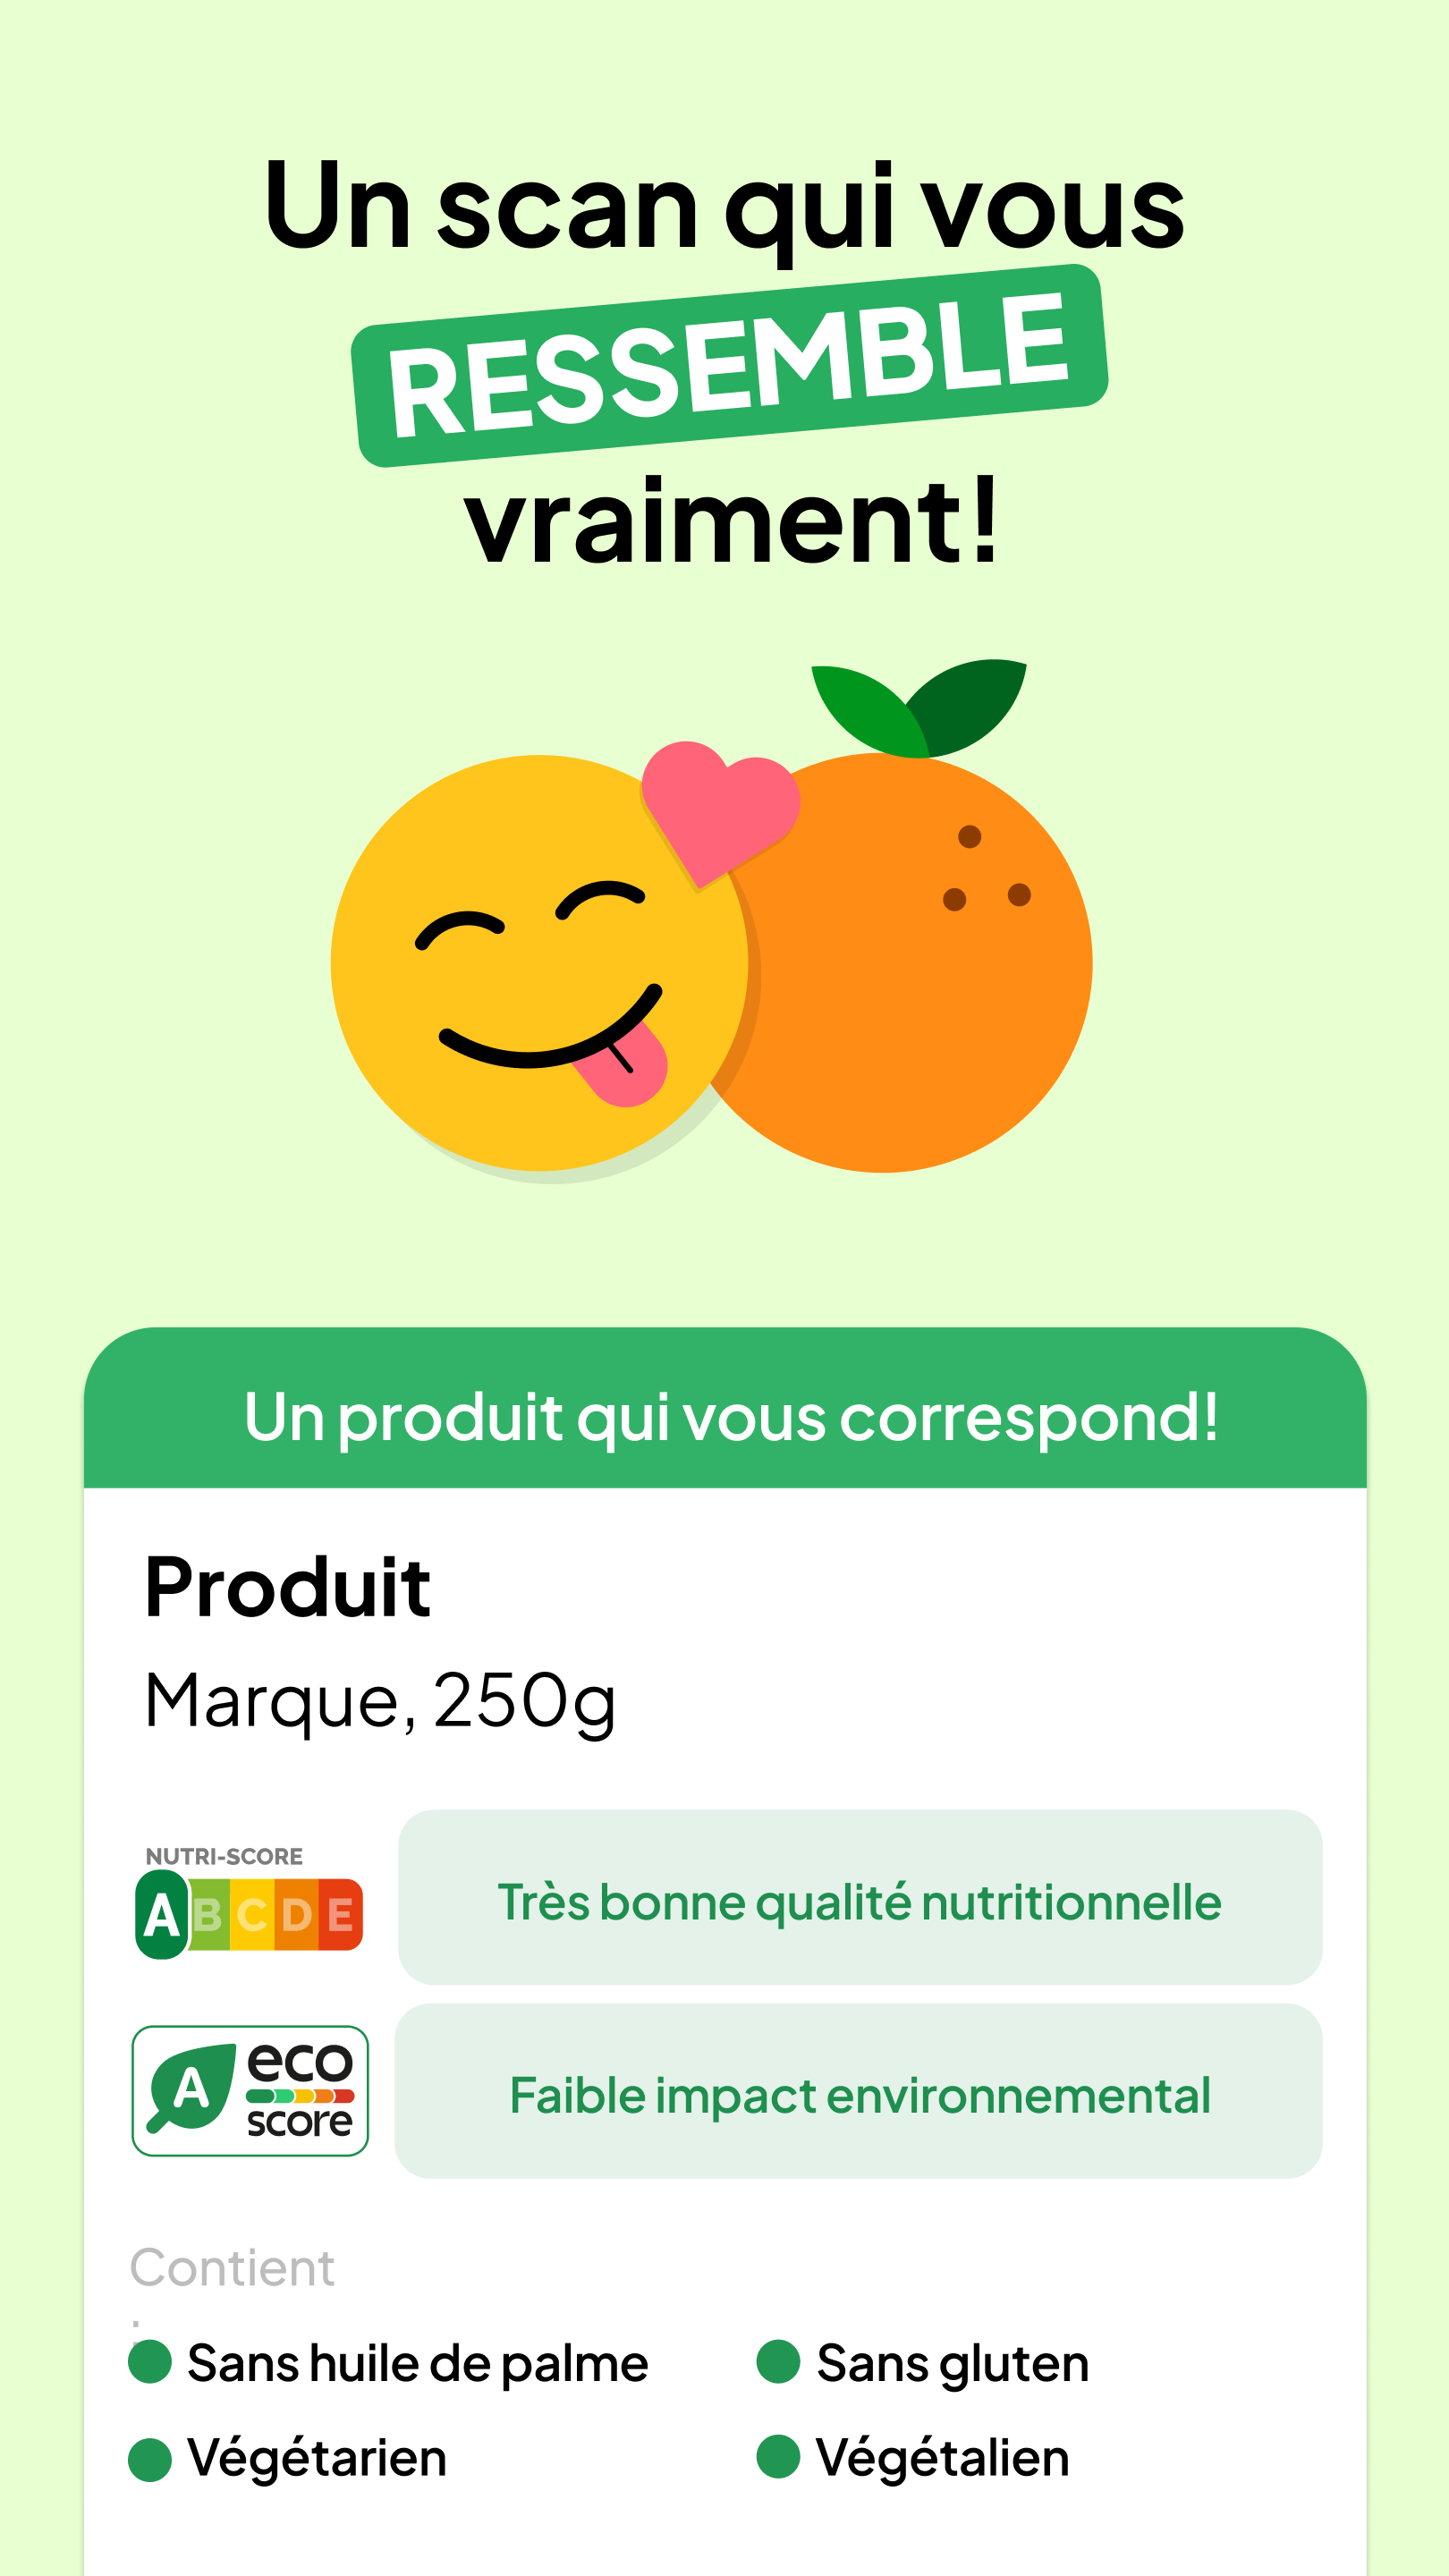 Un scan qui vous
RESSEMBLE
vraiment!
Un produit qui vous correspond!
Produit
Marque, 250g
NUTRI-SCORE
A B C D E
Très bonne qualité nutritionnelle
A
eco
score
Faible impact environnemental
Contient
:
Sans huile de palme
Sans gluten
Végétarien
Végétalien